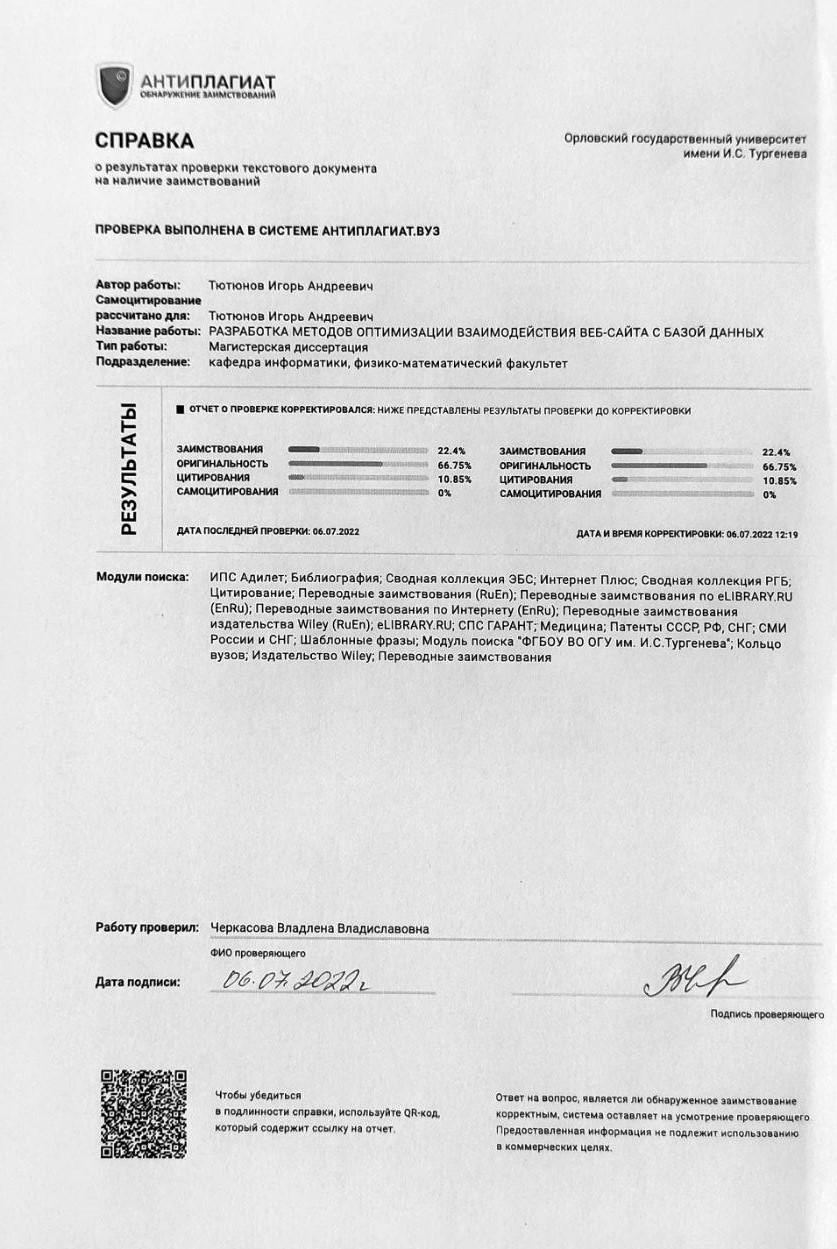 АНТИПЛАГИАТ
ОБНАРУЖЕНИЕ ЗАИМСТВОВАНИЙ
СПРАВКА
о результатах проверки текстового документа
на наличие заимствований
Орловский государственный университет
имени И.С. Тургенева
ПРОВЕРКА ВЫПОЛНЕНА В СИСТЕМЕ АНТИПЛАГИАТ.ВУЗ
Автор работы: Тютюнов Игорь Андреевич
Самоцитирование
рассчитано для: Тютюнов Игорь Андреевич
Название работы: РАЗРАБОТКА МЕТОДОВ ОПТИМИЗАЦИИ ВЗАИМОДЕЙСТВИЯ ВЕБ-САЙТА С БАЗОЙ ДАННЫХ
Тип работы: Магистерская диссертация
Подразделение: кафедра информатики, физико-математический факультет
РЕЗУЛЬТАТЫ
ОТЧЕТ О ПРОВЕРКЕ КОРРЕКТИРОВАЛСЯ: НИЖЕ ПРЕДСТАВЛЕНЫ РЕЗУЛЬТАТЫ ПРОВЕРКИ ДО КОРРЕКТИРОВКИ
ЗАИМСТВОВАНИЯ 22.4%
ОРИГИНАЛЬНОСТЬ 66.75%
ЦИТИРОВАНИЯ 10.85%
САМОЦИТИРОВАНИЯ 0%
ДАТА ПОСЛЕДНЕЙ ПРОВЕРКИ: 06.07.2022
ЗАИМСТВОВАНИЯ 22.4%
ОРИГИНАЛЬНОСТЬ 66.75%
ЦИТИРОВАНИЯ 10.85%
САМОЦИТИРОВАНИЯ 0%
ДАТА И ВРЕМЯ КОРРЕКТИРОВКИ: 06.07.2022 12:19
Модули поиска: ИПС Адилет; Библиография; Сводная коллекция ЭБС; Интернет Плюс; Сводная коллекция РГБ;
Цитирование; Переводные заимствования (RuEn); Переводные заимствования по eLIBRARY.RU
(EnRu); Переводные заимствования по Интернету (EnRu); Переводные заимствования
издательства Wiley (RuEn); eLIBRARY.RU; СПС ГАРАНТ; Медицина; Патенты СССР, РФ, СНГ; СМИ
России и СНГ; Шаблонные фразы; Модуль поиска "ФГБОУ ВО ОГУ им. И.С.Тургенева"; Кольцо
вузов; Издательство Wiley; Переводные заимствования
Работу проверил: Черкасова Владлена Владиславовна
ФИО проверяющего
Дата подписи: 06.07.2022г
Подпись проверяющего
Чтобы убедиться
в подлинности справки, используйте QR-код,
который содержит ссылку на отчет.
Ответ на вопрос, является ли обнаруженное заимствование
корректным, система оставляет на усмотрение проверяющего.
Предоставленная информация не подлежит использованию
в коммерческих целях.